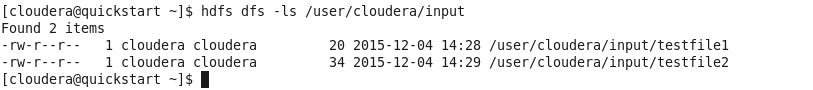 [cloudera@quickstart ~]$ hdfs dfs -ls /user/cloudera/input
Found 2 items
-rw-r--r--   1 cloudera cloudera         20 2015-12-04 14:28 /user/cloudera/input/testfile1
-rw-r--r--   1 cloudera cloudera         34 2015-12-04 14:29 /user/cloudera/input/testfile2
[cloudera@quickstart ~]$